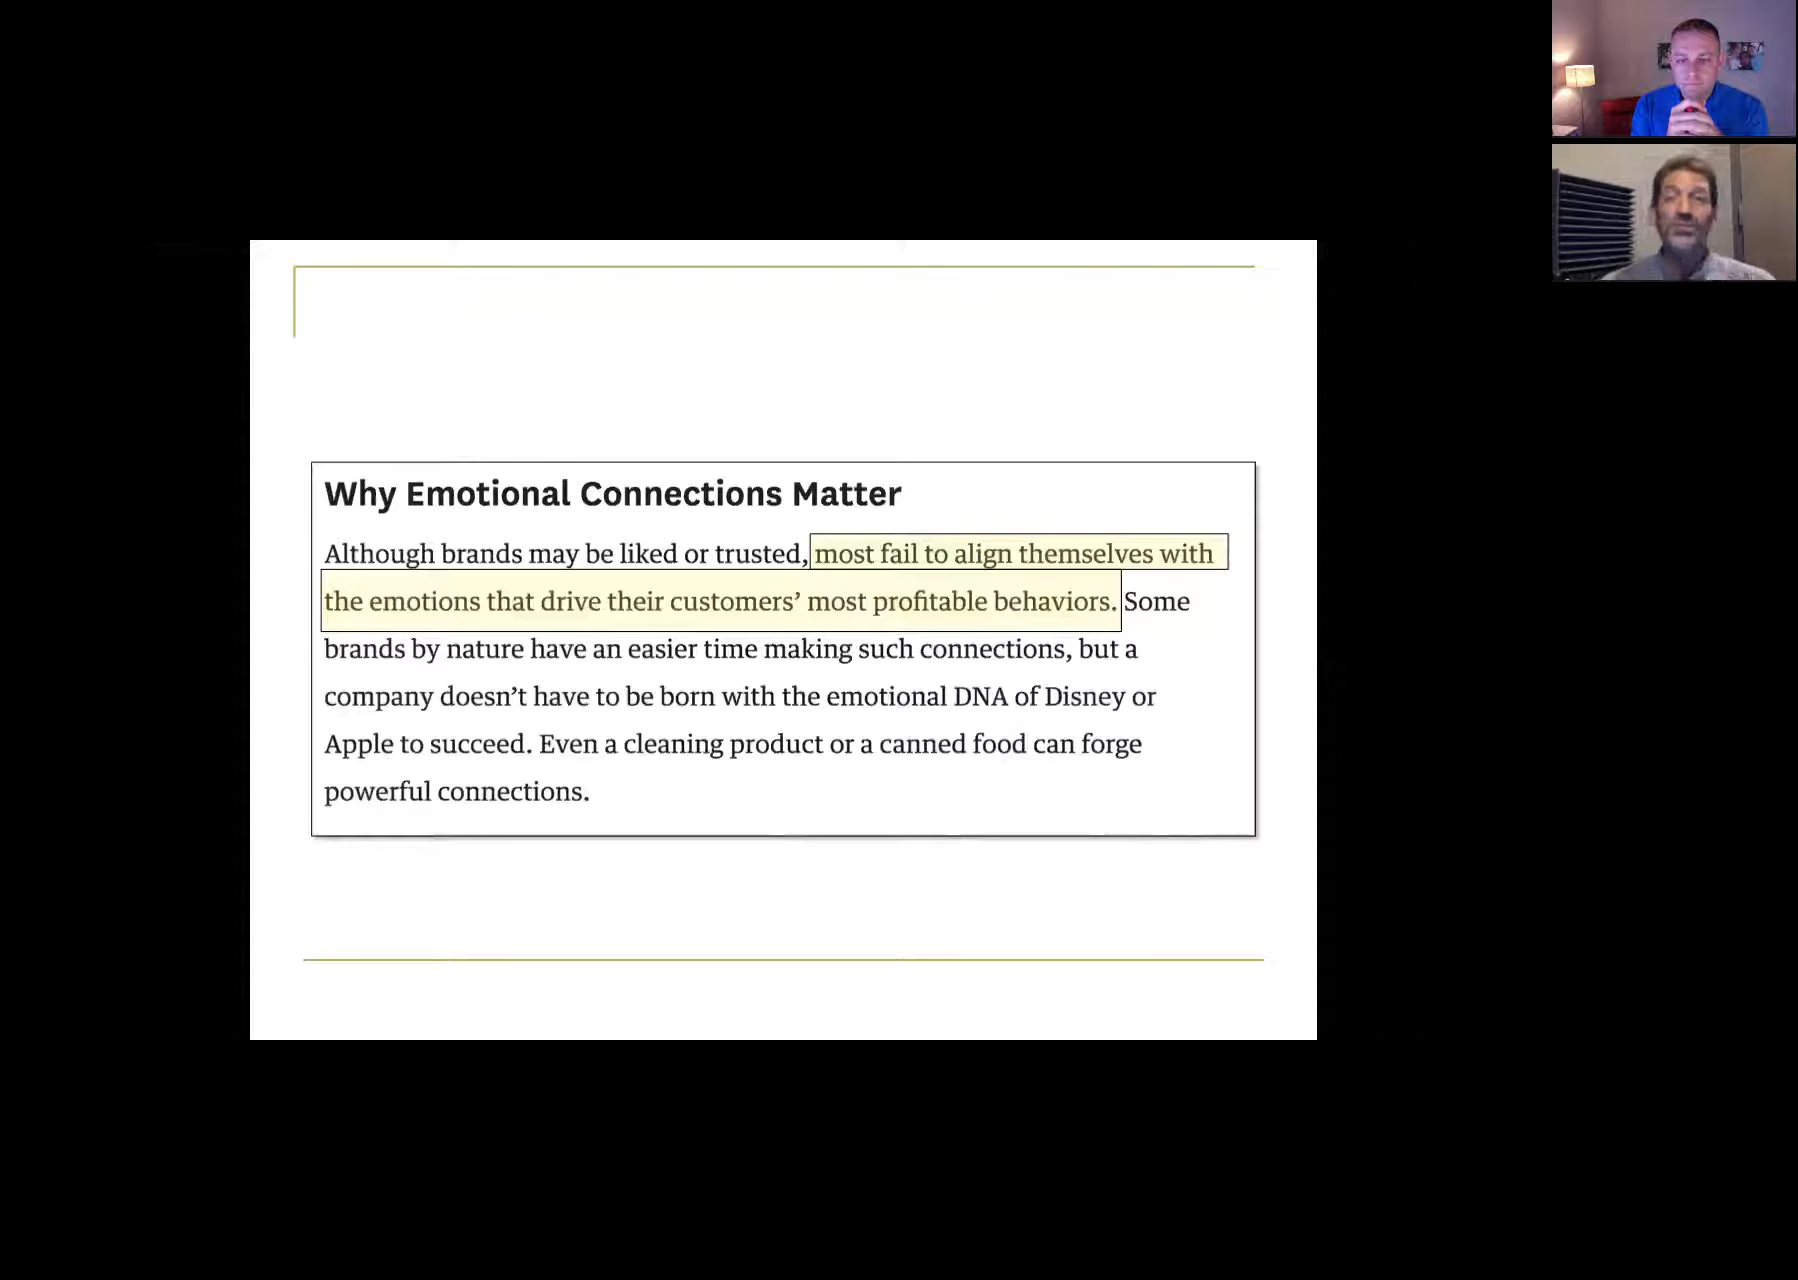 Why Emotional Connections Matter
Although brands may be liked or trusted, most fail to align themselves with
the emotions that drive their customers’ most profitable behaviors. Some
brands by nature have an easier time making such connections, but a
company doesn’t have to be born with the emotional DNA of Disney or
Apple to succeed. Even a cleaning product or a canned food can forge
powerful connections.